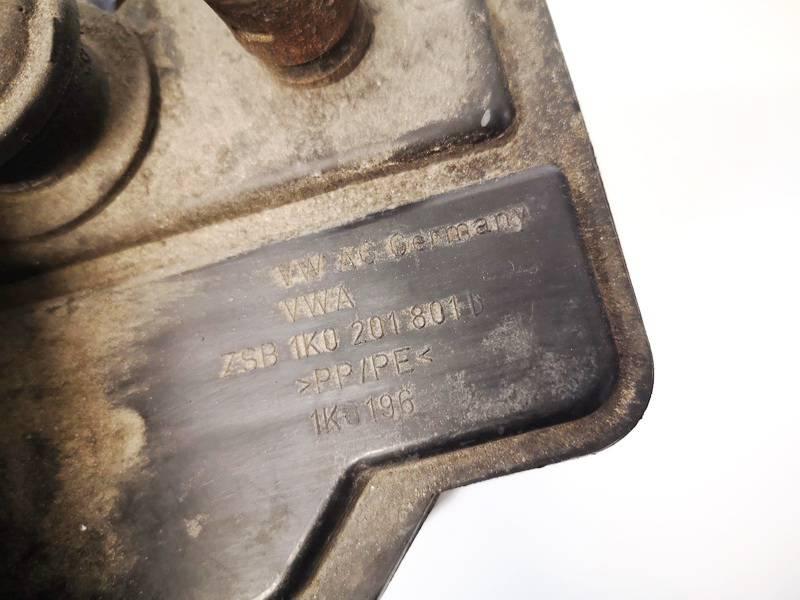 VW AG Germany
VWA
ZSB 1K0 201 801 D
>PP/PE<
1K0196